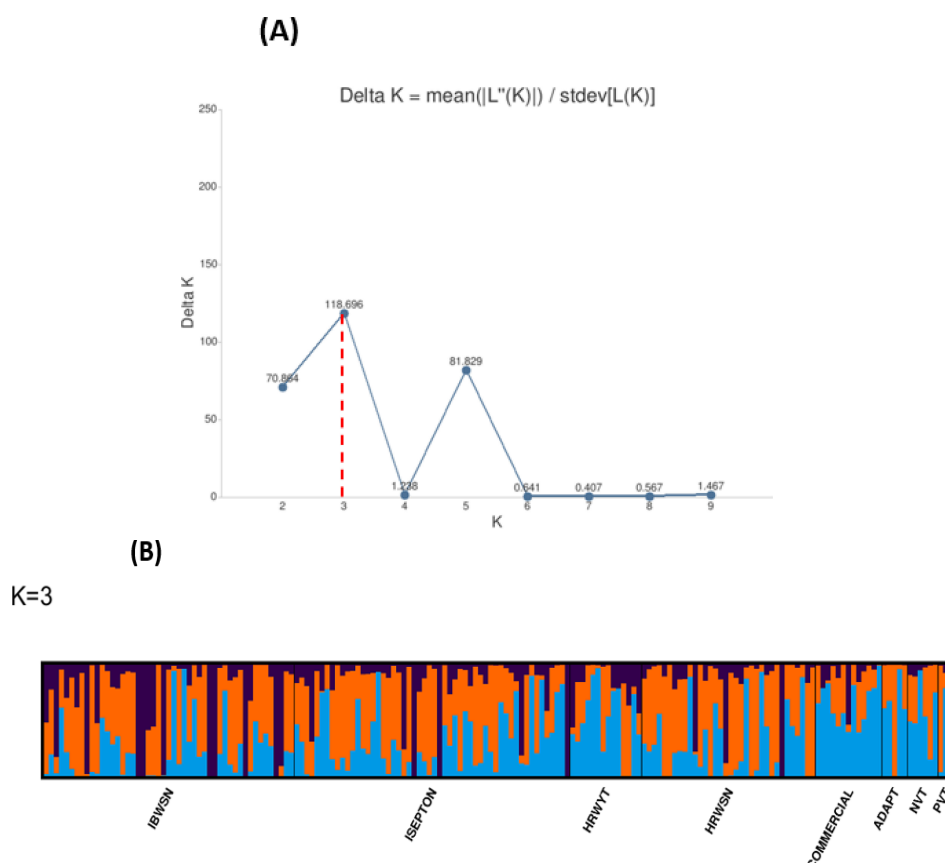 (A)
Delta K = mean(|L"(K)|) / stdev[L(K)]
250
200
150
100
50
0
Delta K
70.864
118.696
1.238
81.829
0.641
0.407
0.567
1.467
2 3 4 5 6 7 8 9
K
(B)
K=3
IBWSN
ISEPTON
HRWYT
HRWSN
COMMERCIAL
ADAPT
NVT
PVT